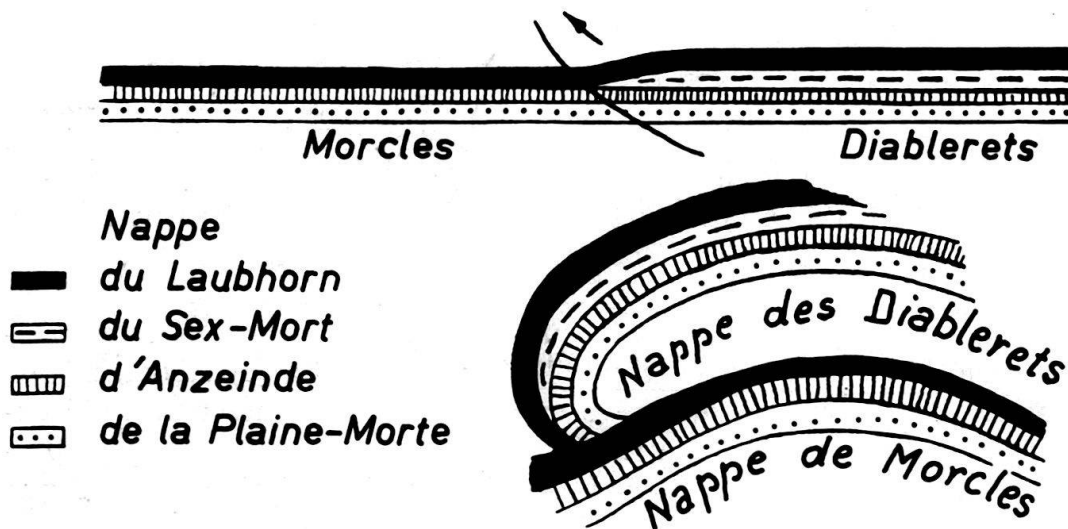 Morcles
Diablerets
Nappe
du Laubhorn
du Sex-Mort
d'Anzeinde
de la Plaine-Morte
Nappe des Diablerets
Nappe de Morcles